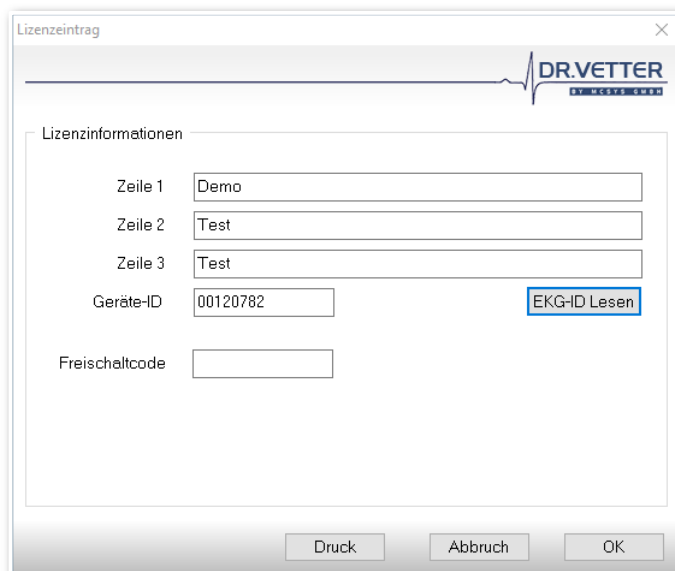 Lizenzeintrag
DR.VETTER
BY MCSYS GMBH
Lizenzinformationen
Zeile 1 Demo
Zeile 2 Test
Zeile 3 Test
Geräte-ID 00120782 EKG-ID Lesen
Freischaltcode
Druck Abbruch OK